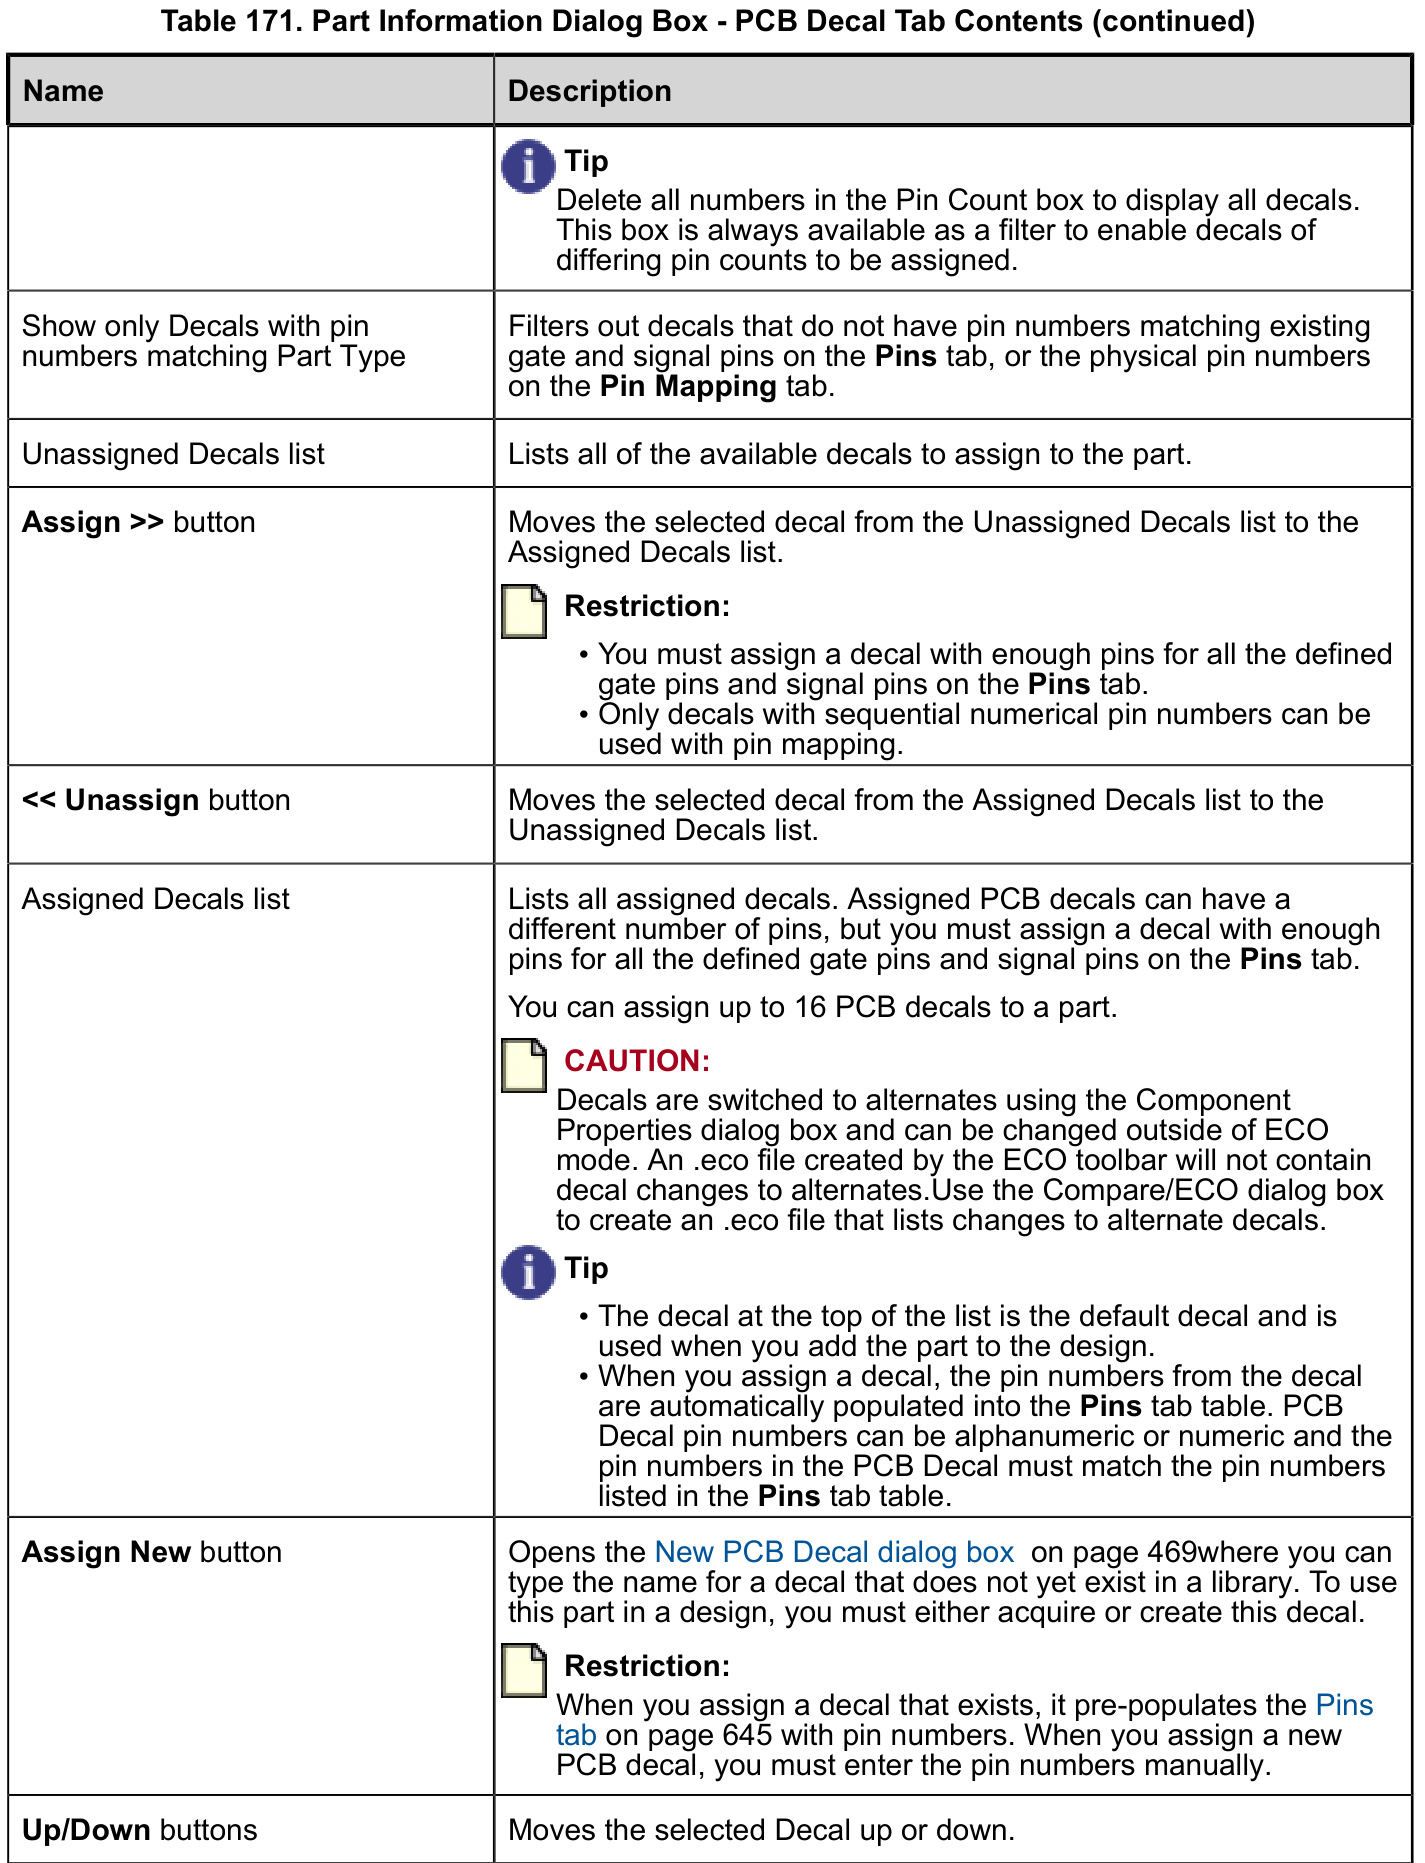 Table 171. Part Information Dialog Box - PCB Decal Tab Contents (continued)
Name
Description
Tip
Delete all numbers in the Pin Count box to display all decals.
This box is always available as a filter to enable decals of
differing pin counts to be assigned.
Show only Decals with pin
numbers matching Part Type
Filters out decals that do not have pin numbers matching existing
gate and signal pins on the Pins tab, or the physical pin numbers
on the Pin Mapping tab.
Unassigned Decals list
Lists all of the available decals to assign to the part.
Assign >> button
Moves the selected decal from the Unassigned Decals list to the
Assigned Decals list.
Restriction:
• You must assign a decal with enough pins for all the defined
gate pins and signal pins on the Pins tab.
• Only decals with sequential numerical pin numbers can be
used with pin mapping.
<< Unassign button
Moves the selected decal from the Assigned Decals list to the
Unassigned Decals list.
Assigned Decals list
Lists all assigned decals. Assigned PCB decals can have a
different number of pins, but you must assign a decal with enough
pins for all the defined gate pins and signal pins on the Pins tab.
You can assign up to 16 PCB decals to a part.
CAUTION:
Decals are switched to alternates using the Component
Properties dialog box and can be changed outside of ECO
mode. An .eco file created by the ECO toolbar will not contain
decal changes to alternates.Use the Compare/ECO dialog box
to create an .eco file that lists changes to alternate decals.
Tip
• The decal at the top of the list is the default decal and is
used when you add the part to the design.
• When you assign a decal, the pin numbers from the decal
are automatically populated into the Pins tab table. PCB
Decal pin numbers can be alphanumeric or numeric and the
pin numbers in the PCB Decal must match the pin numbers
listed in the Pins tab table.
Assign New button
Opens the New PCB Decal dialog box on page 469where you can
type the name for a decal that does not yet exist in a library. To use
this part in a design, you must either acquire or create this decal.
Restriction:
When you assign a decal that exists, it pre-populates the Pins
tab on page 645 with pin numbers. When you assign a new
PCB decal, you must enter the pin numbers manually.
Up/Down buttons
Moves the selected Decal up or down.